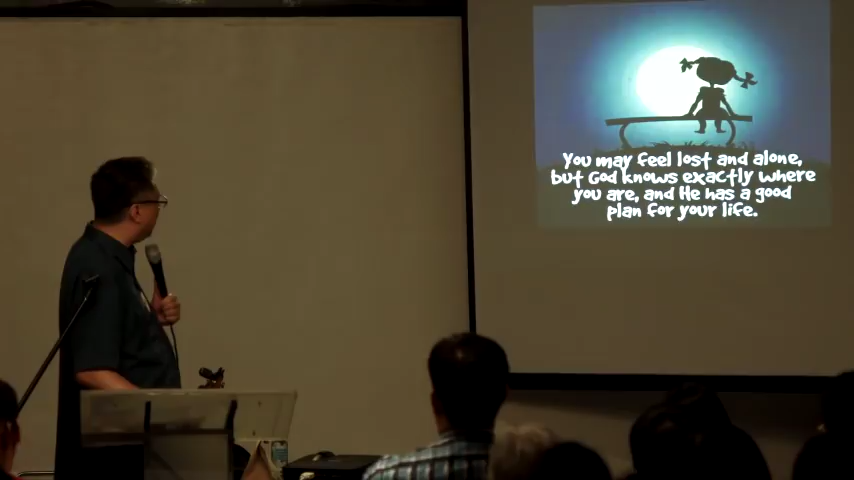 You may feel lost and alone,
but God knows exactly where
you are, and He has a good
plan for your life.